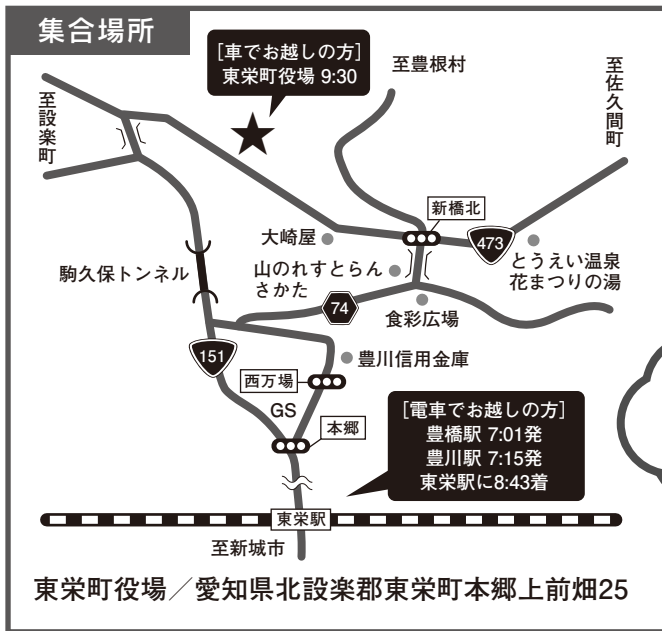 集合場所
［車でお越しの方］
東栄町役場 9:30
至豊根村
至佐久間町
至設楽町
新橋北
大崎屋
473
とうえい温泉
花まつりの湯
山のれすとらん
さかた
駒久保トンネル
74
食彩広場
151
豊川信用金庫
西万場
GS
本郷
［電車でお越しの方］
豊橋駅 7:01発
豊川駅 7:15発
東栄駅に8:43着
東栄駅
至新城市
東栄町役場／愛知県北設楽郡東栄町本郷上前畑25